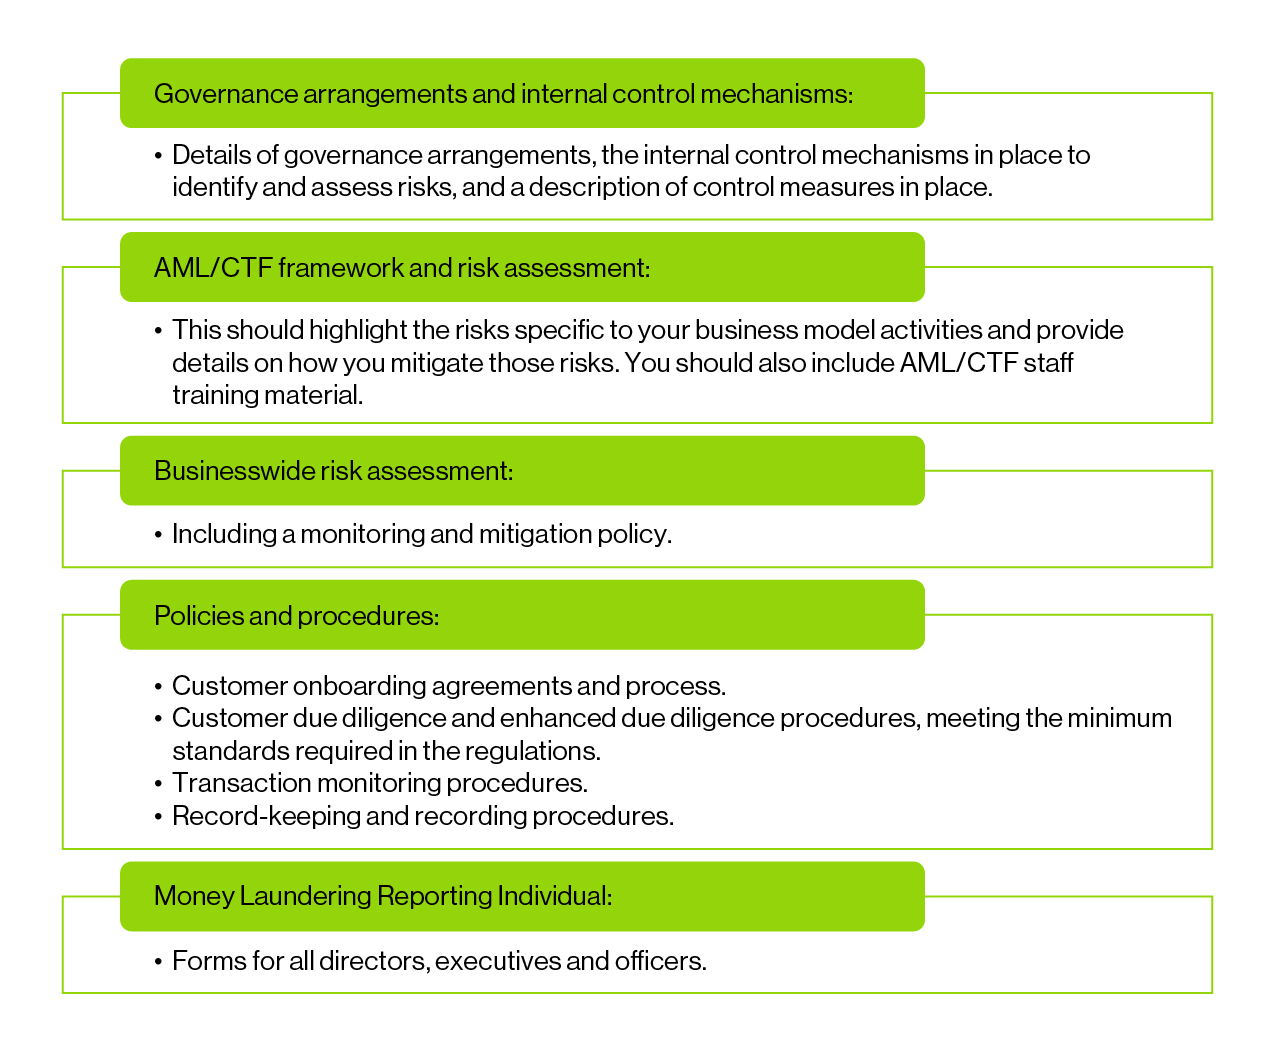 Governance arrangements and internal control mechanisms:
• Details of governance arrangements, the internal control mechanisms in place to
identify and assess risks, and a description of control measures in place.
AML/CTF framework and risk assessment:
• This should highlight the risks specific to your business model activities and provide
details on how you mitigate those risks. You should also include AML/CTF staff
training material.
Businesswide risk assessment:
• Including a monitoring and mitigation policy.
Policies and procedures:
• Customer onboarding agreements and process.
• Customer due diligence and enhanced due diligence procedures, meeting the minimum
standards required in the regulations.
• Transaction monitoring procedures.
• Record-keeping and recording procedures.
Money Laundering Reporting Individual:
• Forms for all directors, executives and officers.